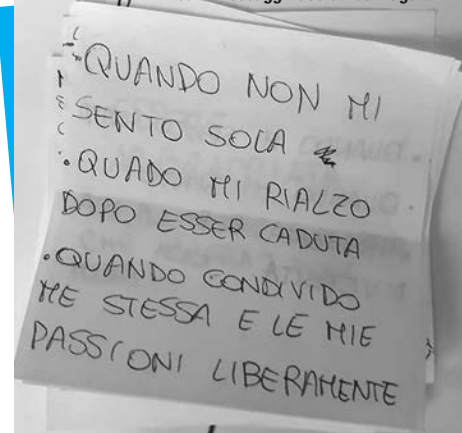 • QUANDO NON MI
SENTO SOLA
• QUADO MI RIALZO
DOPO ESSER CADUTA
• QUANDO CONDIVIDO
ME STESSA E LE MIE
PASSIONI LIBERAMENTE